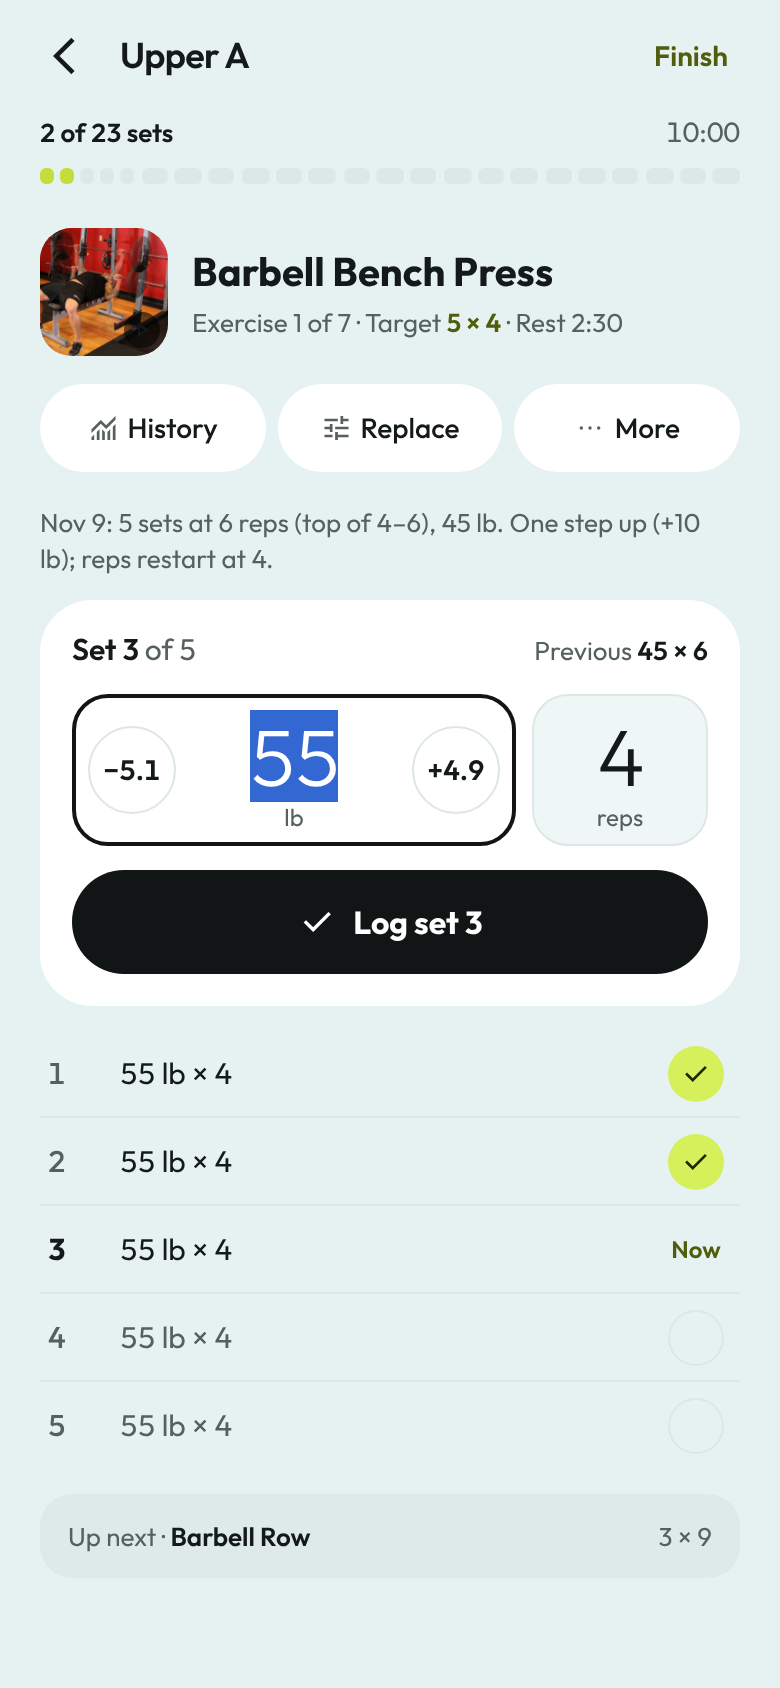 Upper A
Finish
2 of 23 sets
10:00
Barbell Bench Press
Exercise 1 of 7 · Target 5 × 4 · Rest 2:30
History
Replace
More
Nov 9: 5 sets at 6 reps (top of 4–6), 45 lb. One step up (+10
lb); reps restart at 4.
Set 3 of 5
Previous 45 × 6
−5.1
55
lb
+4.9
4
reps
Log set 3
1 55 lb × 4
2 55 lb × 4
3 55 lb × 4 Now
4 55 lb × 4
5 55 lb × 4
Up next · Barbell Row 3 × 9